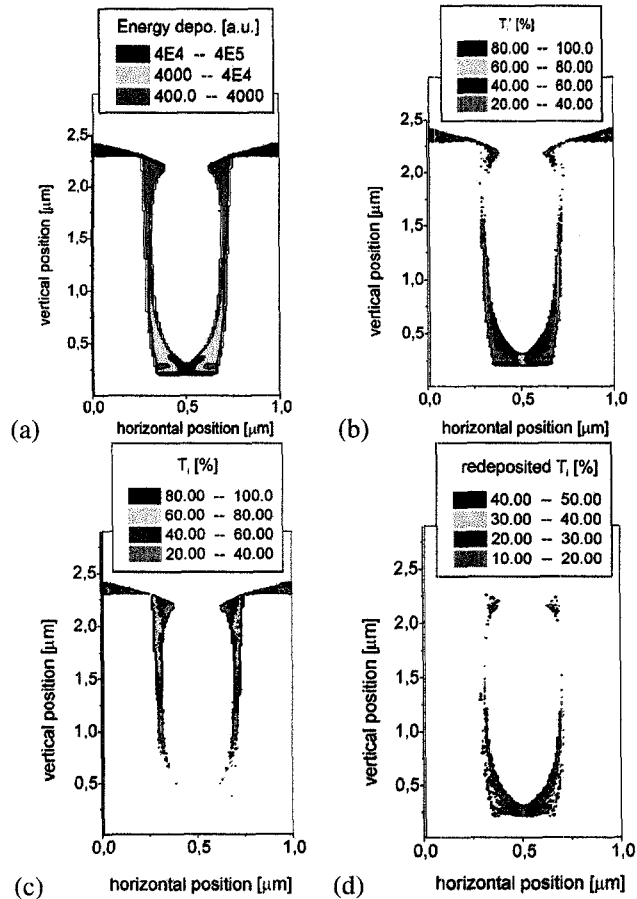 Energy depo. [a.u.]
4E4 -- 4E5
4000 -- 4E4
400.0 -- 4000
2,5
2,0
1,5
1,0
0,5
0,0
0,5
1,0
vertical position [μm]
horizontal position [μm]
(a)
Ti' [%]
80.00 -- 100.0
60.00 -- 80.00
40.00 -- 60.00
20.00 -- 40.00
2,5
2,0
1,5
1,0
0,5
0,0
0,5
1,0
vertical position [μm]
horizontal position [μm]
(b)
Ti [%]
80.00 -- 100.0
60.00 -- 80.00
40.00 -- 60.00
20.00 -- 40.00
2,5
2,0
1,5
1,0
0,5
0,0
0,5
1,0
vertical position [μm]
horizontal position [μm]
(c)
redeposited Ti [%]
40.00 -- 50.00
30.00 -- 40.00
20.00 -- 30.00
10.00 -- 20.00
2,5
2,0
1,5
1,0
0,5
0,0
0,5
1,0
vertical position [μm]
horizontal position [μm]
(d)